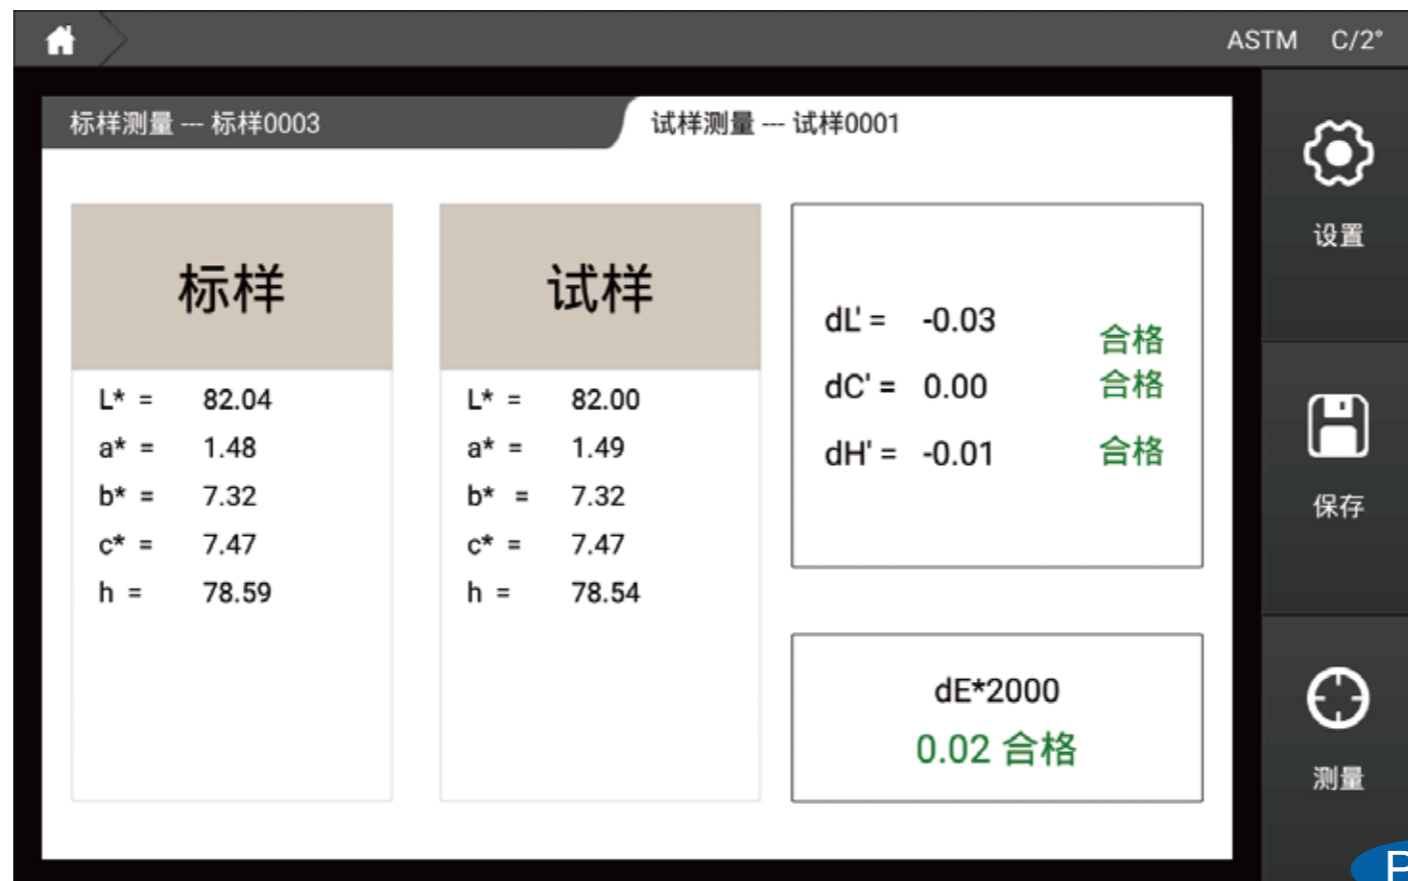 ASTM C/2°
标样测量 --- 标样0003
试样测量 --- 试样0001
标样
L* = 82.04
a* = 1.48
b* = 7.32
c* = 7.47
h = 78.59
试样
L* = 82.00
a* = 1.49
b* = 7.32
c* = 7.47
h = 78.54
dL' = -0.03 合格
dC' = 0.00 合格
dH' = -0.01 合格
dE*2000
0.02 合格
设置
保存
测量
P